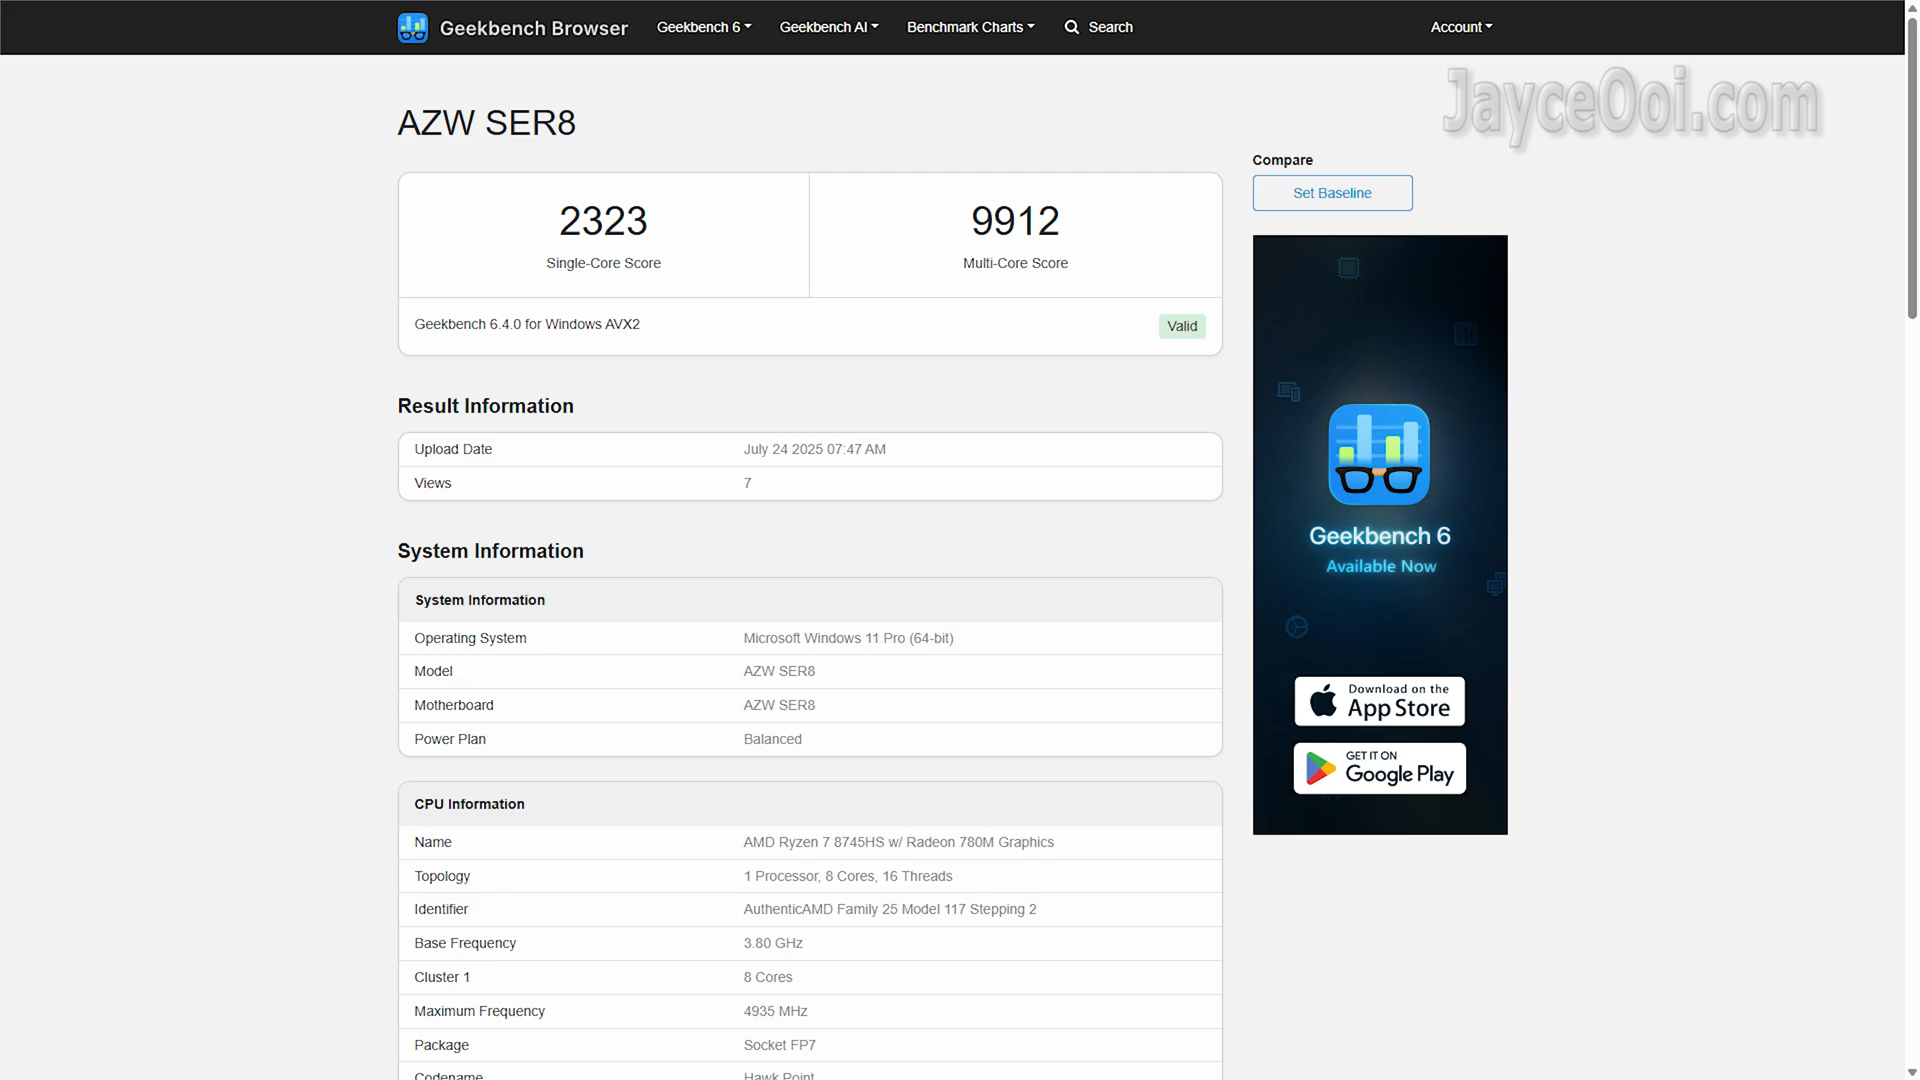 Geekbench Browser Geekbench 6 Geekbench AI Benchmark Charts Search Account
JayceOoi.com
AZW SER8
Compare
Set Baseline
2323 9912
Single-Core Score Multi-Core Score
Geekbench 6.4.0 for Windows AVX2 Valid
Result Information
Upload Date July 24 2025 07:47 AM
Views 7
System Information
System Information
Operating System Microsoft Windows 11 Pro (64-bit)
Model AZW SER8
Motherboard AZW SER8
Power Plan Balanced
CPU Information
Name AMD Ryzen 7 8745HS w/ Radeon 780M Graphics
Topology 1 Processor, 8 Cores, 16 Threads
Identifier AuthenticAMD Family 25 Model 117 Stepping 2
Base Frequency 3.80 GHz
Cluster 1 8 Cores
Maximum Frequency 4935 MHz
Package Socket FP7
Codename Hawk Point
Geekbench 6
Available Now
Download on the
App Store
GET IT ON
Google Play